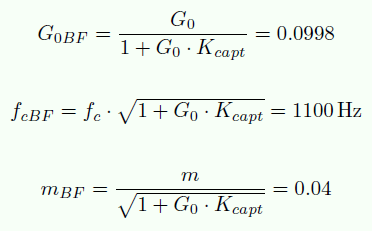 G_{0BF} = \frac{G_0}{1 + G_0 \cdot K_{capt}} = 0.0998
f_{cBF} = f_c \cdot \sqrt{1 + G_0 \cdot K_{capt}} = 1100 Hz
m_{BF} = \frac{m}{\sqrt{1 + G_0 \cdot K_{capt}}} = 0.04